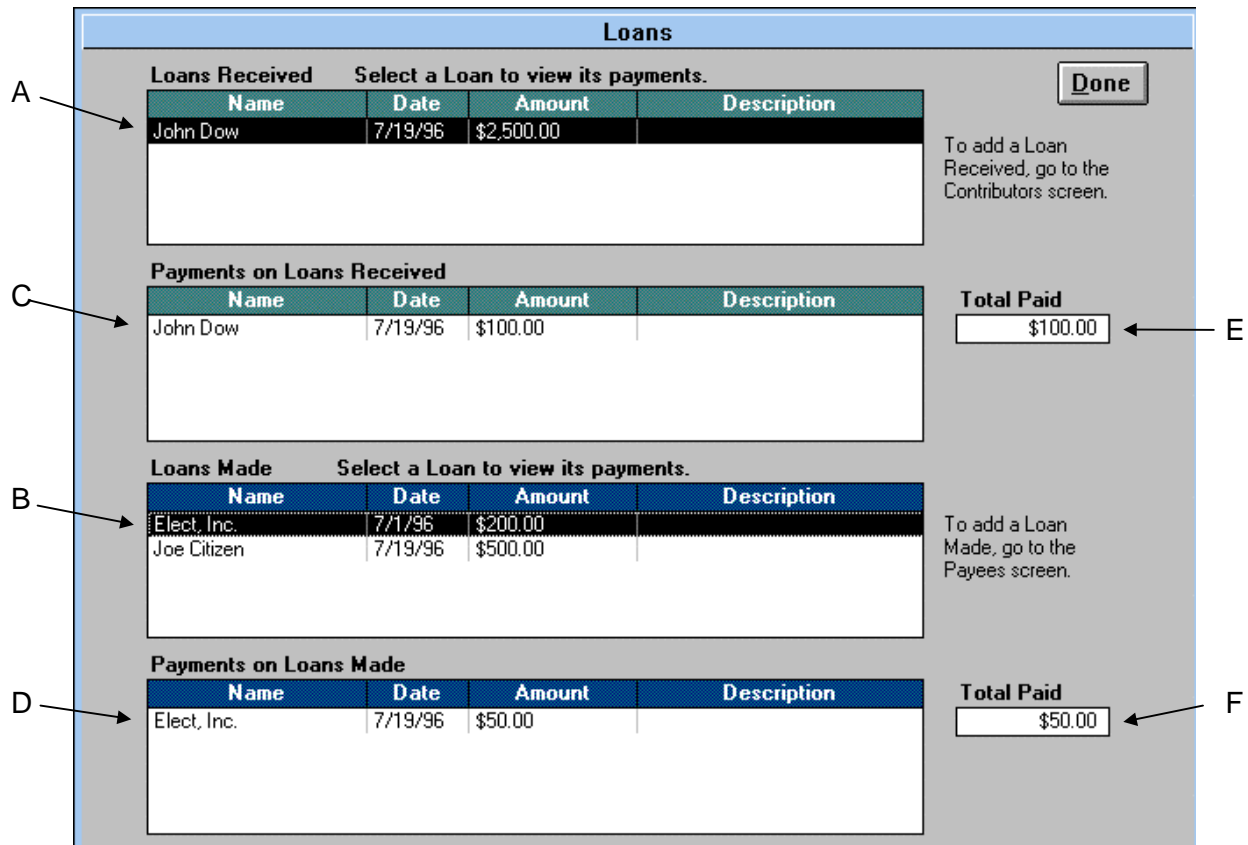 Loans
Loans Received Select a Loan to view its payments.
Done
A
Name Date Amount Description
John Dow 7/19/96 $2,500.00
To add a Loan
Received, go to the
Contributors screen.
Payments on Loans Received
C
Name Date Amount Description
Total Paid
John Dow 7/19/96 $100.00
$100.00
E
Loans Made Select a Loan to view its payments.
B
Name Date Amount Description
Elect, Inc. 7/1/96 $200.00
Joe Citizen 7/19/96 $500.00
To add a Loan
Made, go to the
Payees screen.
Payments on Loans Made
D
Name Date Amount Description
Total Paid
Elect, Inc. 7/19/96 $50.00
$50.00
F